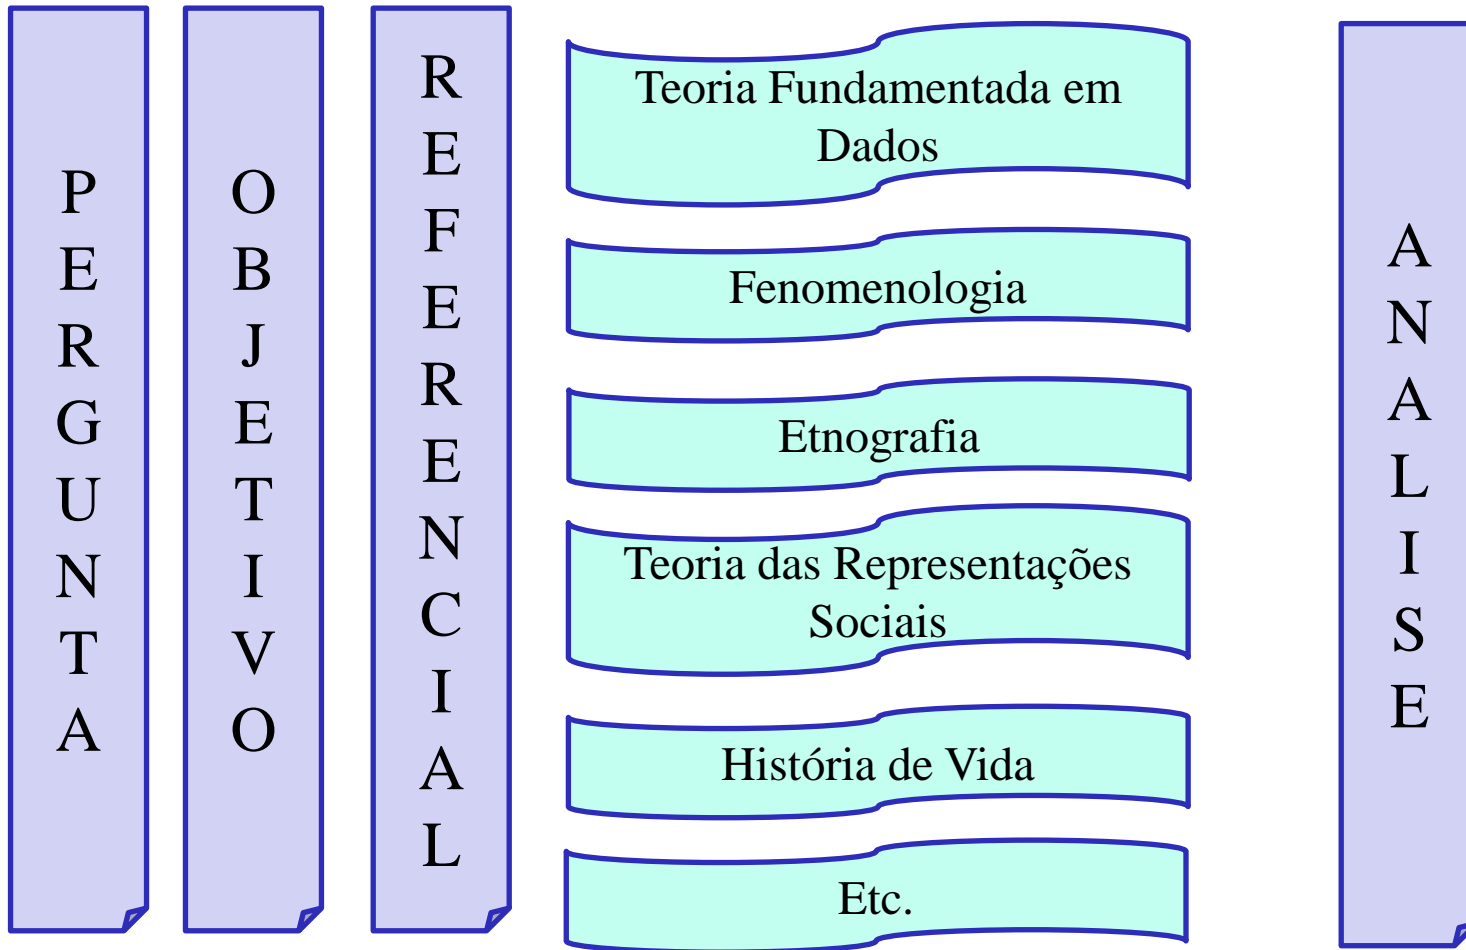 PERGUNTA
OBJETIVO
REFERENCIAL
Teoria Fundamentada em
Dados
Fenomenologia
Etnografia
Teoria das Representações
Sociais
História de Vida
Etc.
ANALISE